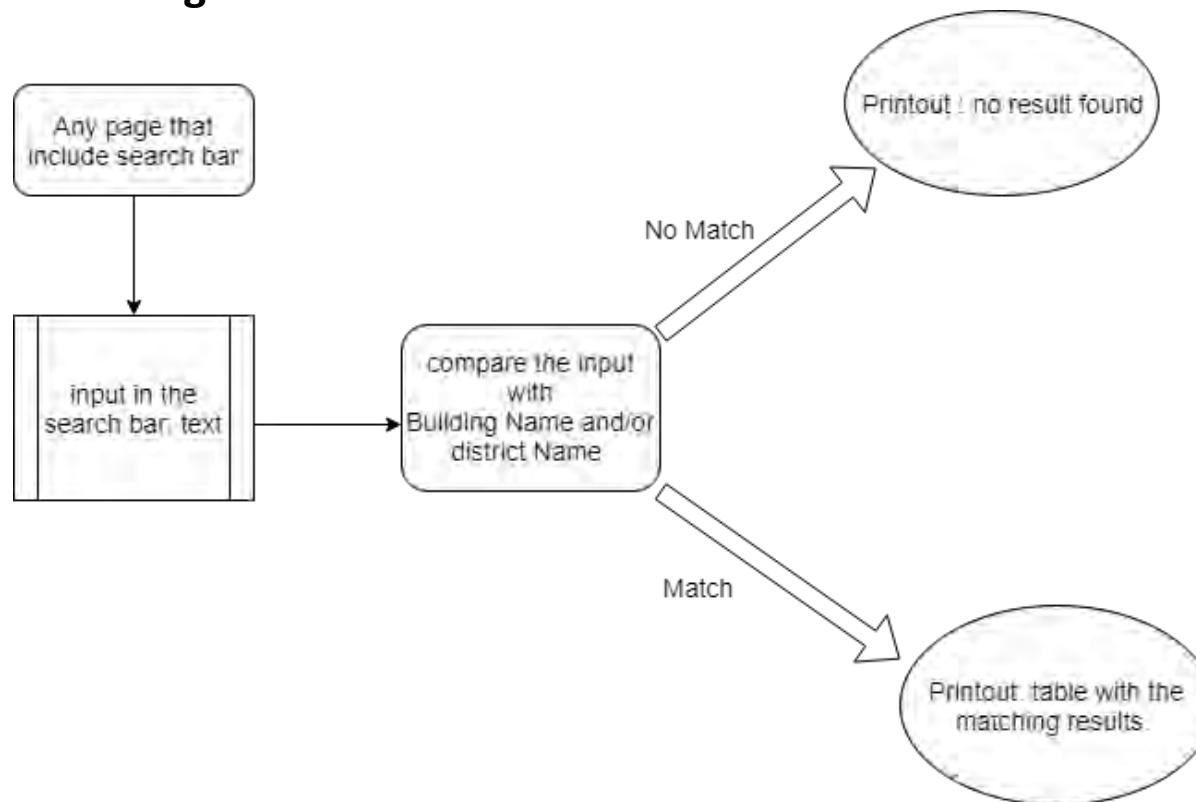 Any page that
include search bar
input in the
search bar: text
compare the input
with
Building Name and/or
district Name
No Match
Printout : no result found
Match
Printout: table with the
matching results.